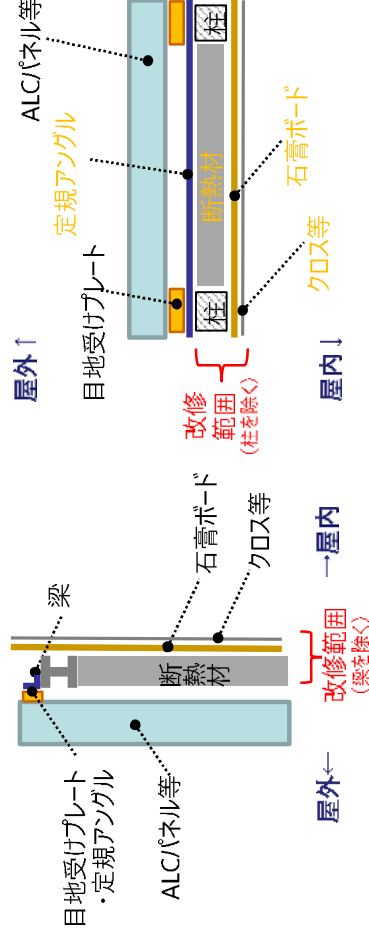 目地受けプレート
・定規アングル
梁
ALCパネル等
断熱
材
石膏ボード
クロス等
屋外←
→屋内
改修範囲
(梁を除く)
屋外↑
目地受けプレート
定規アングル
ALCパネル等
柱
断熱材
柱
改修
範囲
(柱を除く)
クロス等
石膏ボード
屋内↓